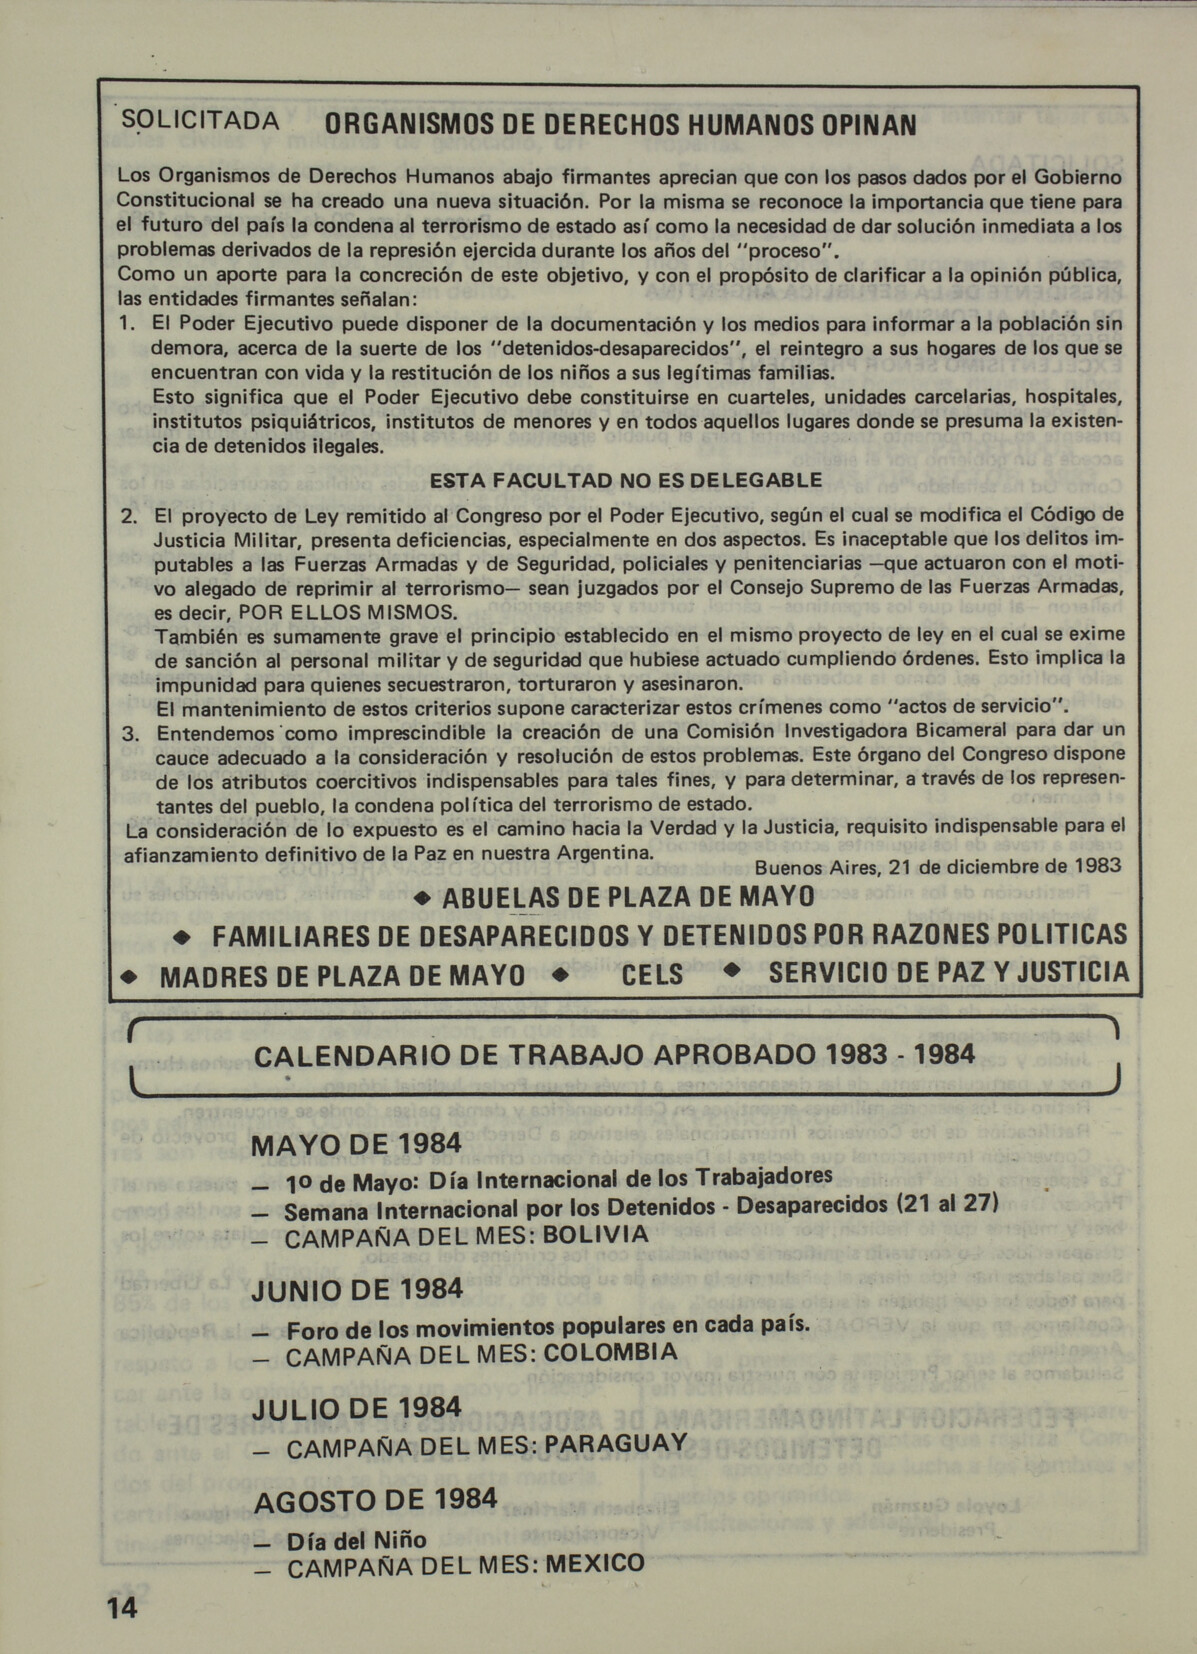 SOLICITADA ORGANISMOS DE DERECHOS HUMANOS OPINAN
Los Organismos de Derechos Humanos abajo firmantes aprecian que con los pasos dados por el Gobierno
Constitucional se ha creado una nueva situación. Por la misma se reconoce la importancia que tiene para
el futuro del país la condena al terrorismo de estado así como la necesidad de dar solución inmediata a los
problemas derivados de la represión ejercida durante los años del "proceso".
Como un aporte para la concreción de este objetivo, y con el propósito de clarificar a la opinión pública,
las entidades firmantes señalan:
1. El Poder Ejecutivo puede disponer de la documentación y los medios para informar a la población sin
demora, acerca de la suerte de los "detenidos-desaparecidos", el reintegro a sus hogares de los que se
encuentran con vida y la restitución de los niños a sus legítimas familias.
Esto significa que el Poder Ejecutivo debe constituirse en cuarteles, unidades carcelarias, hospitales,
institutos psiquiátricos, institutos de menores y en todos aquellos lugares donde se presuma la existen-
cia de detenidos ilegales.
ESTA FACULTAD NO ES DELEGABLE
2. El proyecto de Ley remitido al Congreso por el Poder Ejecutivo, según el cual se modifica el Código de
Justicia Militar, presenta deficiencias, especialmente en dos aspectos. Es inaceptable que los delitos im-
putables a las Fuerzas Armadas y de Seguridad, policiales y penitenciarias —que actuaron con el moti-
vo alegado de reprimir al terrorismo— sean juzgados por el Consejo Supremo de las Fuerzas Armadas,
es decir, POR ELLOS MISMOS.
También es sumamente grave el principio establecido en el mismo proyecto de ley en el cual se exime
de sanción al personal militar y de seguridad que hubiese actuado cumpliendo órdenes. Esto implica la
impunidad para quienes secuestraron, torturaron y asesinaron.
El mantenimiento de estos criterios supone caracterizar estos crímenes como "actos de servicio".
3. Entendemos como imprescindible la creación de una Comisión Investigadora Bicameral para dar un
cauce adecuado a la consideración y resolución de estos problemas. Este órgano del Congreso dispone
de los atributos coercitivos indispensables para tales fines, y para determinar, a través de los represen-
tantes del pueblo, la condena política del terrorismo de estado.
La consideración de lo expuesto es el camino hacia la Verdad y la Justicia, requisito indispensable para el
afianzamiento definitivo de la Paz en nuestra Argentina.
Buenos Aires, 21 de diciembre de 1983
◆ ABUELAS DE PLAZA DE MAYO
◆ FAMILIARES DE DESAPARECIDOS Y DETENIDOS POR RAZONES POLITICAS
◆ MADRES DE PLAZA DE MAYO ◆ CELS ◆ SERVICIO DE PAZ Y JUSTICIA
CALENDARIO DE TRABAJO APROBADO 1983 - 1984
MAYO DE 1984
— 1º de Mayo: Día Internacional de los Trabajadores
— Semana Internacional por los Detenidos - Desaparecidos (21 al 27)
— CAMPAÑA DEL MES: BOLIVIA
JUNIO DE 1984
— Foro de los movimientos populares en cada país.
— CAMPAÑA DEL MES: COLOMBIA
JULIO DE 1984
— CAMPAÑA DEL MES: PARAGUAY
AGOSTO DE 1984
— Día del Niño
— CAMPAÑA DEL MES: MEXICO
14